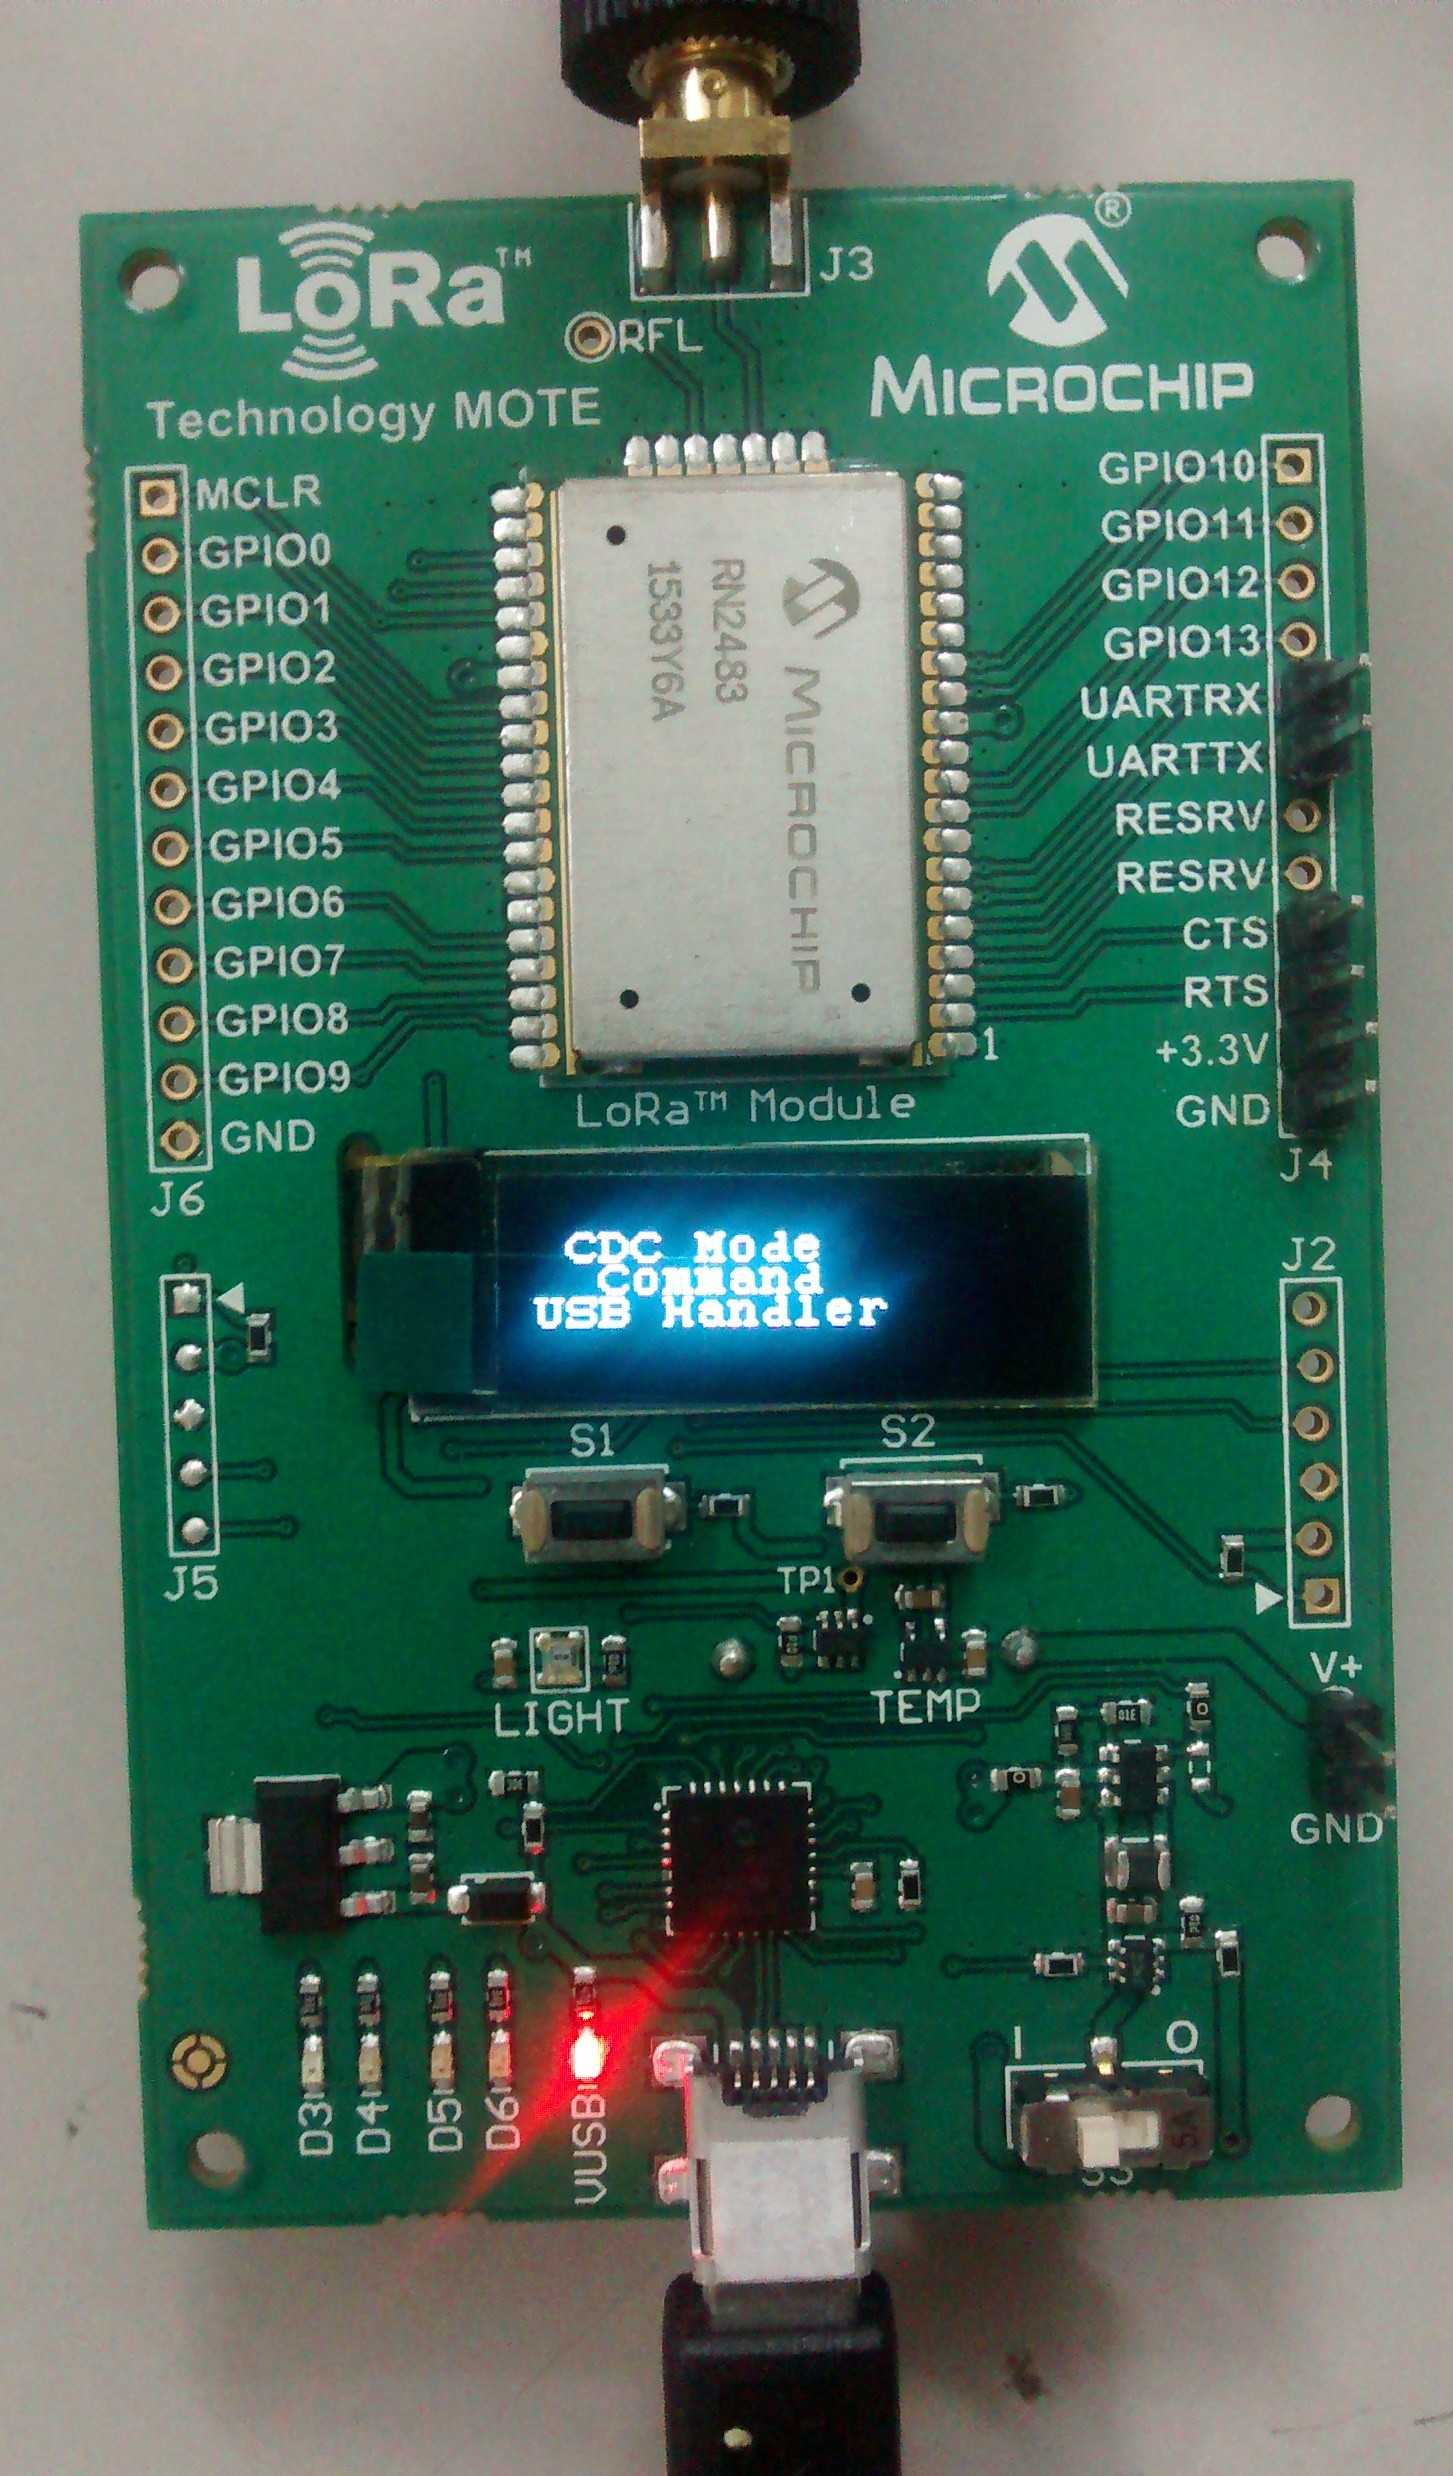 LoRa™
Technology MOTE
RFL
J3
®
MICROCHIP
MCLR
GPIO0
GPIO1
GPIO2
GPIO3
GPIO4
GPIO5
GPIO6
GPIO7
GPIO8
GPIO9
GND
J6
MICROCHIP
RN2483
1533Y6A
1
LoRa™ Module
GPIO10
GPIO11
GPIO12
GPIO13
UARTRX
UARTTX
RESRV
RESRV
CTS
RTS
+3.3V
GND
J4
CDC Mode
Command
USB Handler
J2
S1
S2
J5
TP1
LIGHT
TEMP
V+
GND
D3
D4
D5
D6
VUSB
I
O
S3